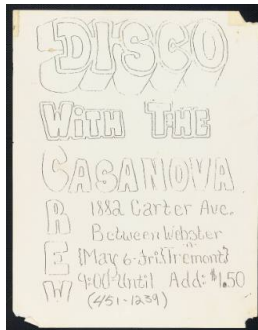 DISCO
WITH THE
CASANOVA
CREW
1882 Carter Ave.
Between Webster
n
(May 6-fri) Tremont)
9:00-Until Add: $1.50
(451-1239)